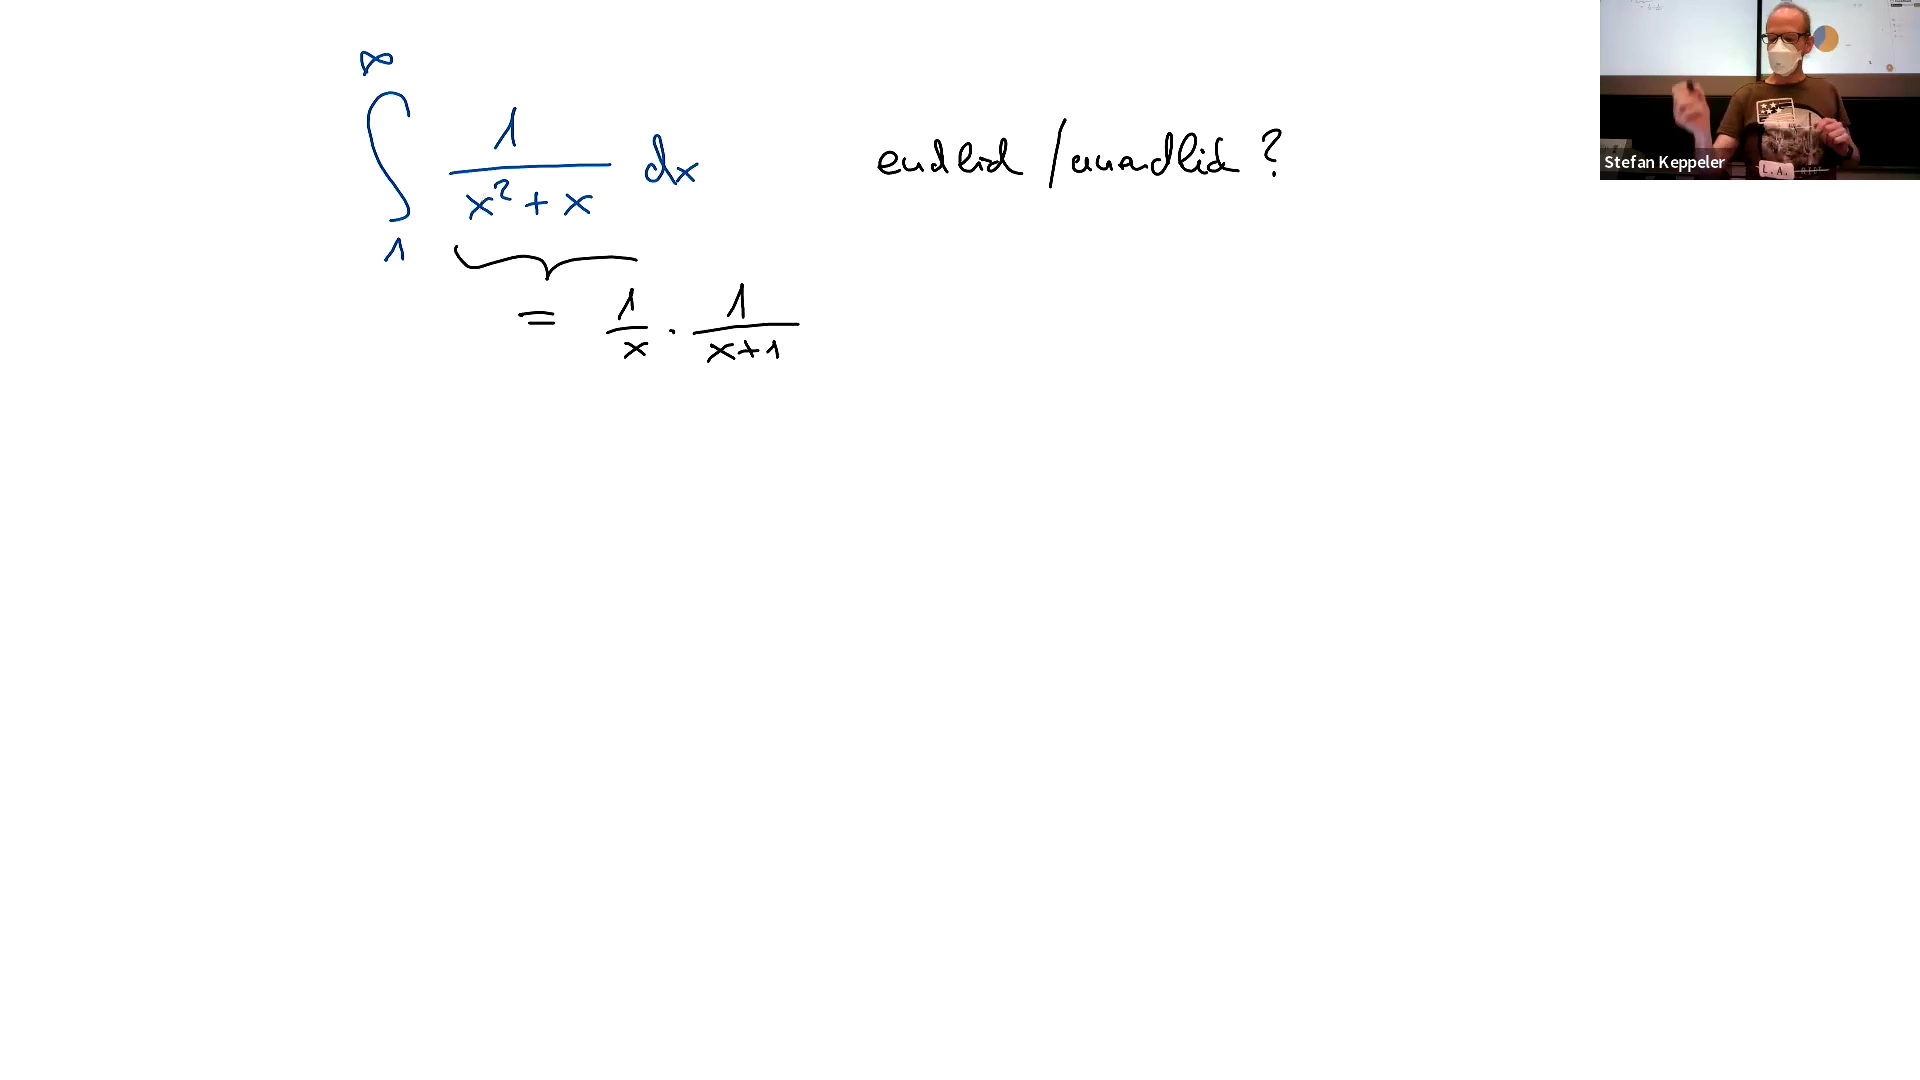 ∫₁^∞ 1/(x²+x) dx endlich / unendlich ?
= 1/x · 1/(x+1)
Stefan Keppeler
L.A.